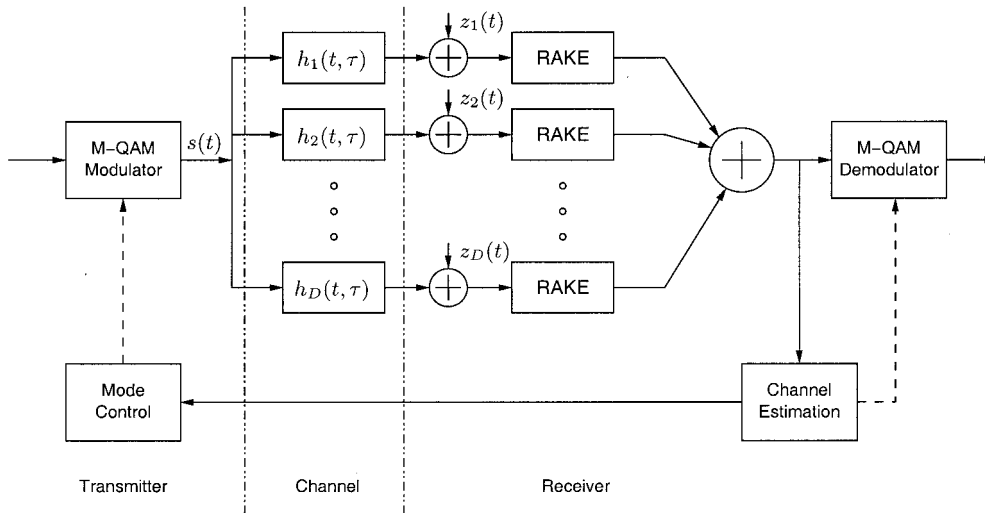 z₁(t)
h₁(t, τ)
RAKE
z₂(t)
M-QAM
Modulator
s(t)
h₂(t, τ)
RAKE
M-QAM
Demodulator
z_D(t)
h_D(t, τ)
RAKE
Mode
Control
Channel
Estimation
Transmitter
Channel
Receiver